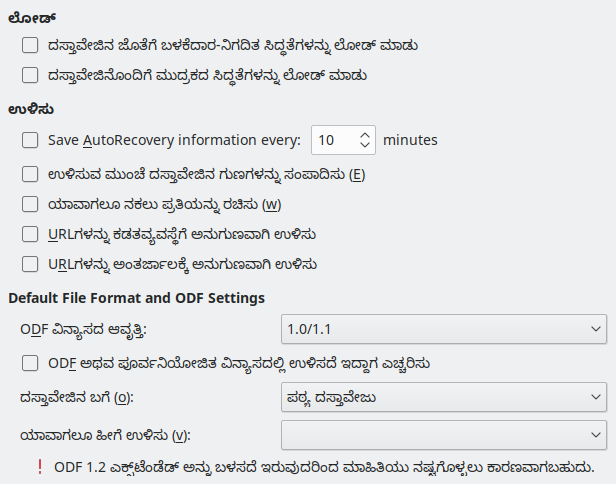 ಲೋಡ್
ದಸ್ತಾವೇಜಿನ ಜೊತೆಗೆ ಬಳಕೆದಾರ-ನಿಗದಿತ ಸಿದ್ಧತೆಗಳನ್ನು ಲೋಡ್ ಮಾಡು
ದಸ್ತಾವೇಜಿನೊಂದಿಗೆ ಮುದ್ರಕದ ಸಿದ್ಧತೆಗಳನ್ನು ಲೋಡ್ ಮಾಡು
ಉಳಿಸು
Save AutoRecovery information every: 10 minutes
ಉಳಿಸುವ ಮುಂಚೆ ದಸ್ತಾವೇಜಿನ ಗುಣಗಳನ್ನು ಸಂಪಾದಿಸು (E)
ಯಾವಾಗಲೂ ನಕಲು ಪ್ರತಿಯನ್ನು ರಚಿಸು (w)
URLಗಳನ್ನು ಕಡತವ್ಯವಸ್ಥೆಗೆ ಅನುಗುಣವಾಗಿ ಉಳಿಸು
URLಗಳನ್ನು ಅಂತರ್ಜಾಲಕ್ಕೆ ಅನುಗುಣವಾಗಿ ಉಳಿಸು
Default File Format and ODF Settings
ODF ವಿನ್ಯಾಸದ ಆವೃತ್ತಿ: 1.0/1.1
ODF ಅಥವ ಪೂರ್ವನಿಯೋಜಿತ ವಿನ್ಯಾಸದಲ್ಲಿ ಉಳಿಸದೆ ಇದ್ದಾಗ ಎಚ್ಚರಿಸು
ದಸ್ತಾವೇಜಿನ ಬಗೆ (o): ಪಠ್ಯ ದಸ್ತಾವೇಜು
ಯಾವಾಗಲೂ ಹೀಗೆ ಉಳಿಸು (v):
ODF 1.2 ಎಕ್ಸ್‌ಟೆಂಡೆಡ್ ಅನ್ನು ಬಳಸದೆ ಇರುವುದರಿಂದ ಮಾಹಿತಿಯು ನಷ್ಟಗೊಳ್ಳಲು ಕಾರಣವಾಗಬಹುದು.